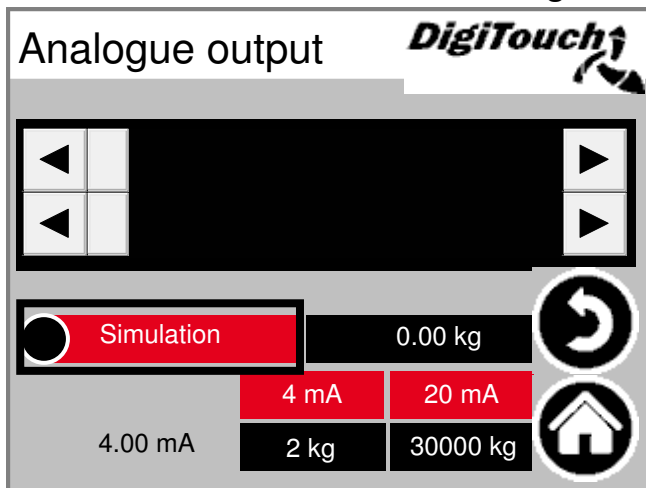 Analogue output DigiTouch
Simulation 0.00 kg
4 mA 20 mA
4.00 mA 2 kg 30000 kg